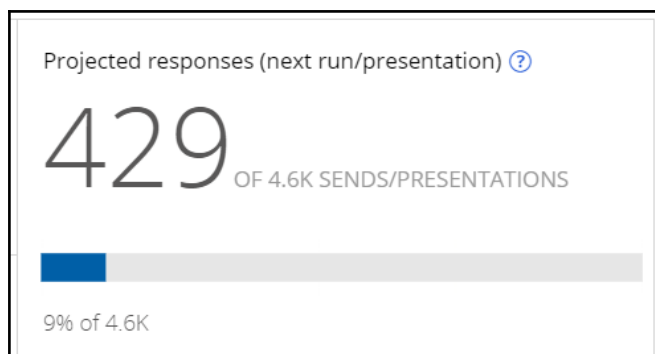 Projected responses (next run/presentation) ?
429 OF 4.6K SENDS/PRESENTATIONS
9% of 4.6K